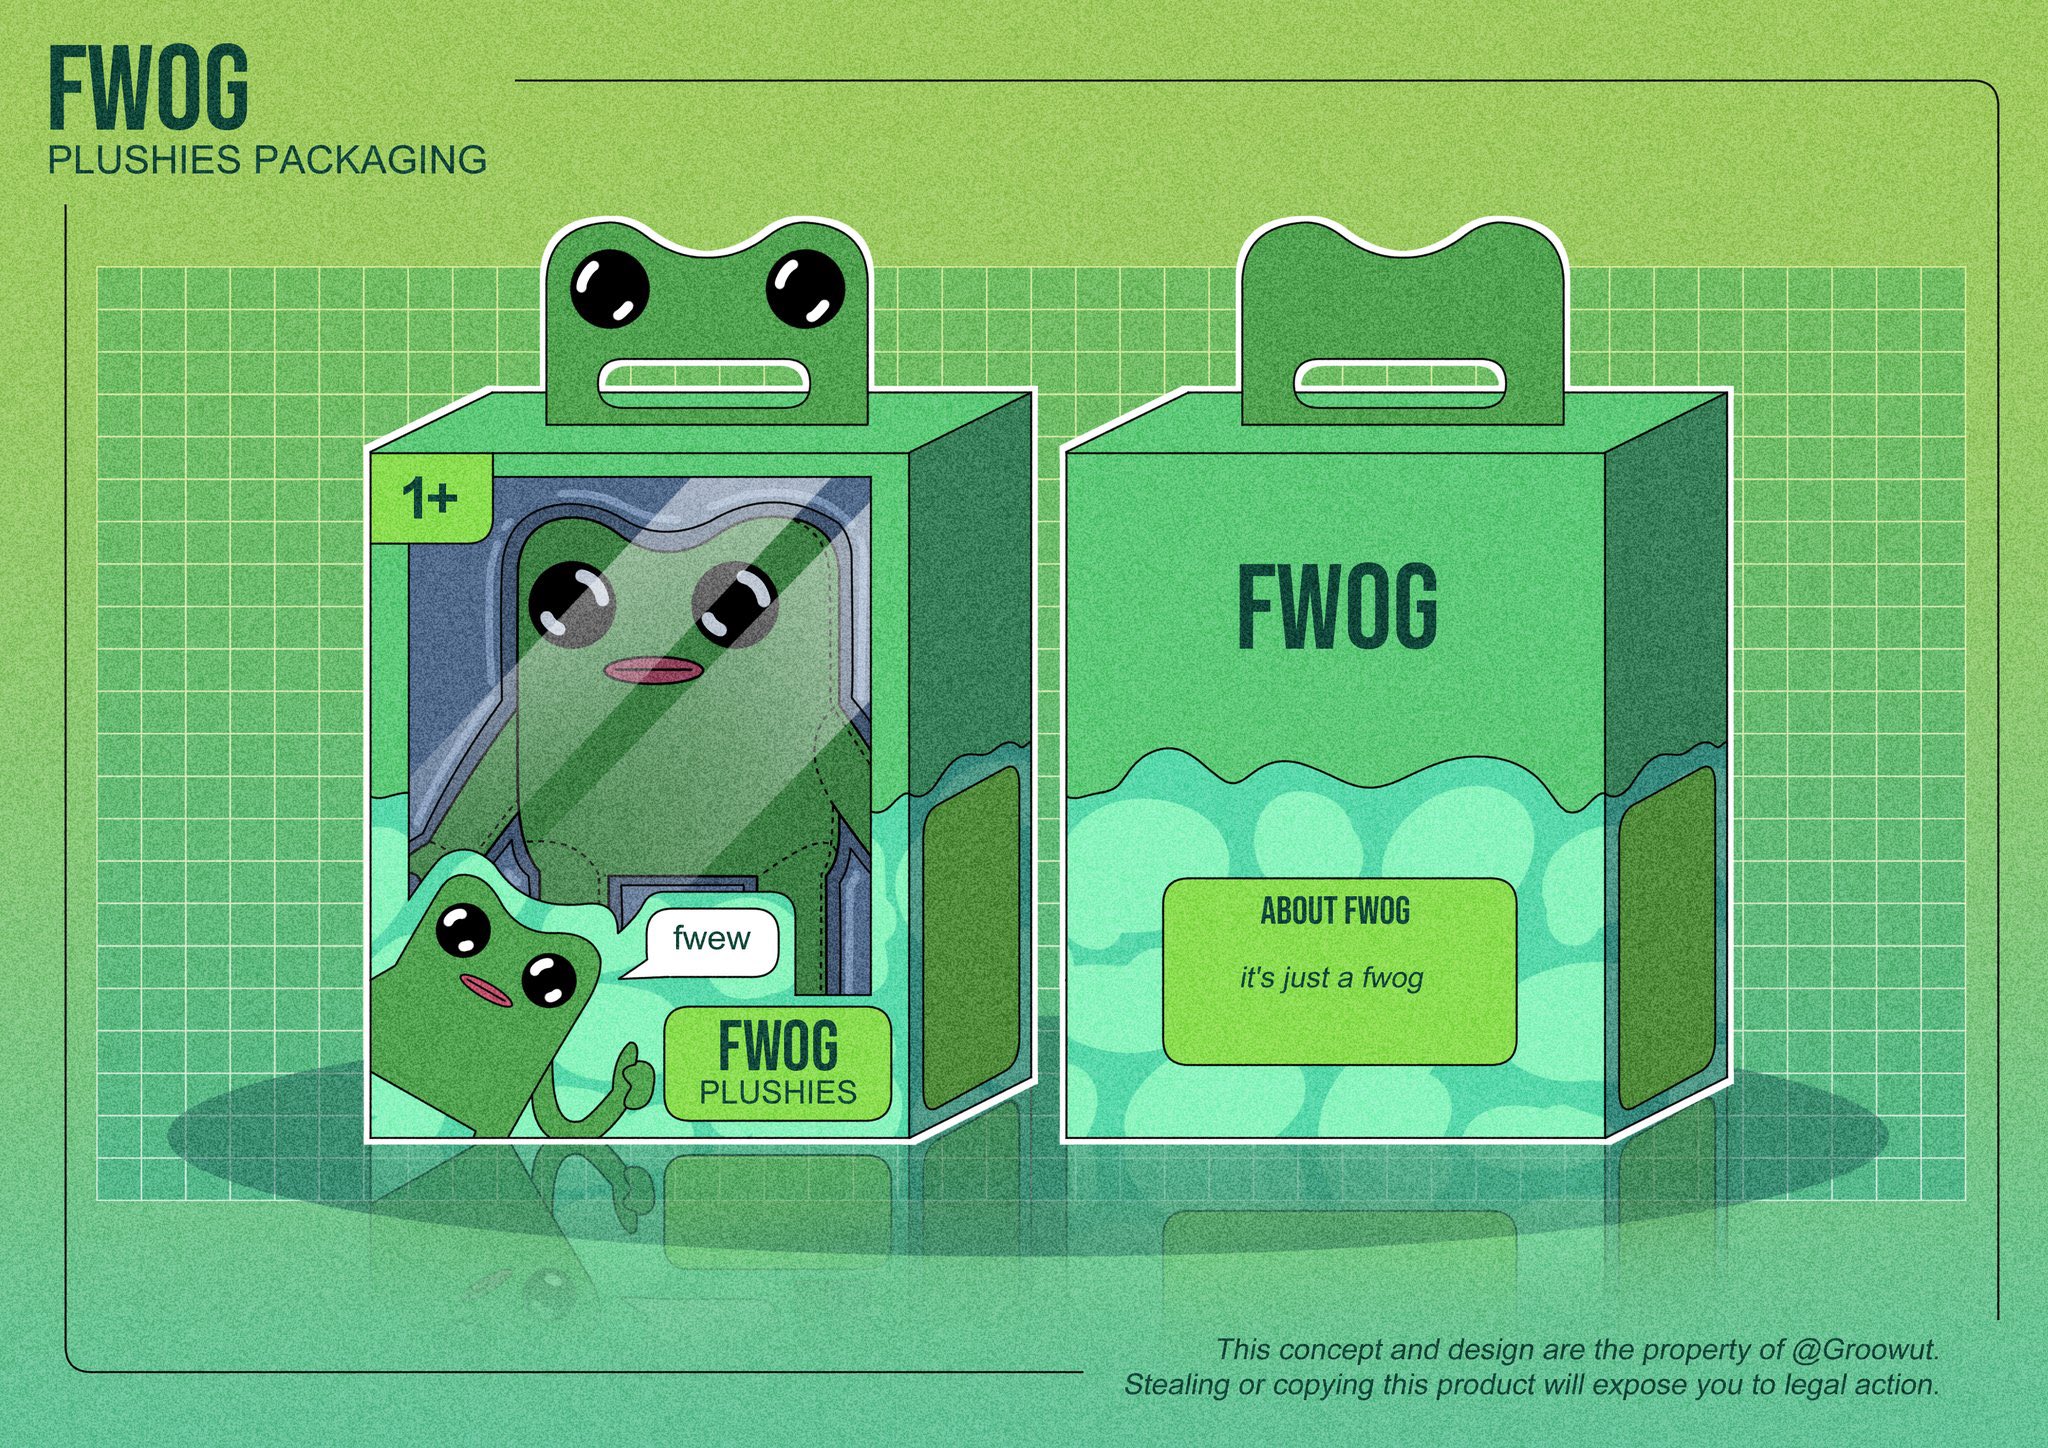 FWOG
PLUSHIES PACKAGING
1+
fwew
FWOG
PLUSHIES
FWOG
ABOUT FWOG
it's just a fwog
This concept and design are the property of @Groowut.
Stealing or copying this product will expose you to legal action.